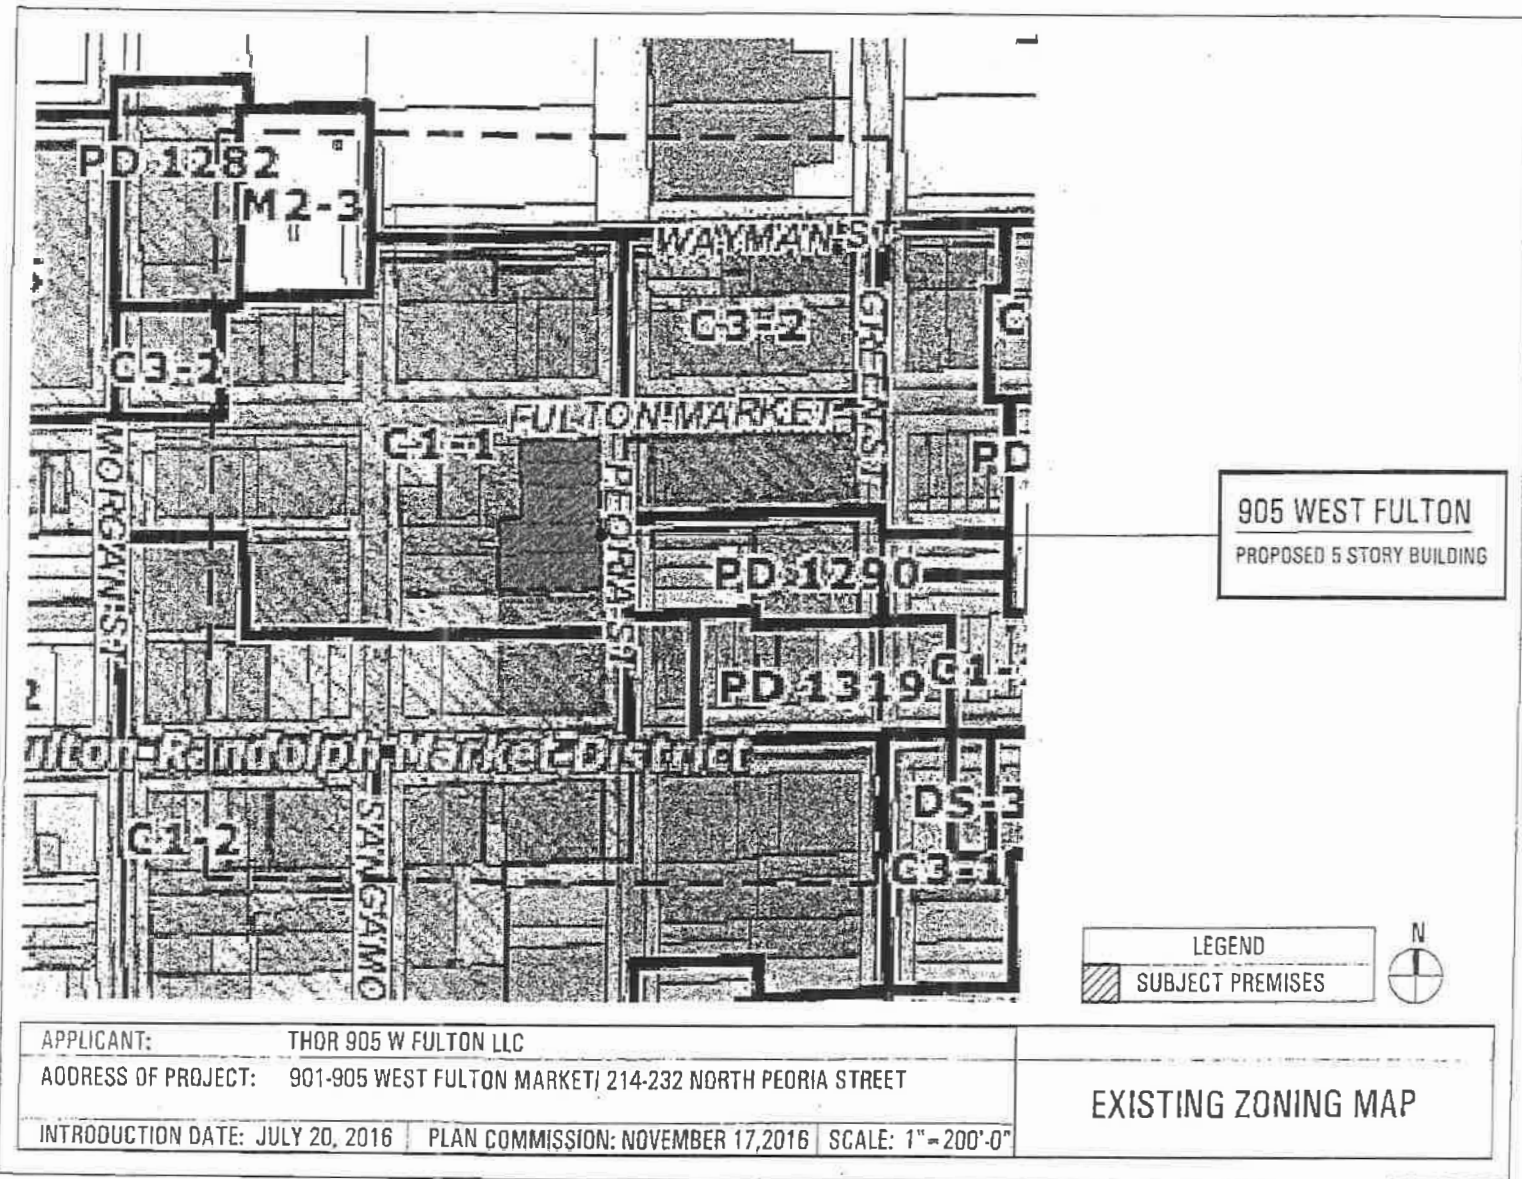 PD 1282
M2-3
WAYMAN ST
C3-2
GREEN ST
C
C3-2
FULTON MARKET
C1-1
MORGAN ST
PEORIA ST
PD
905 WEST FULTON
PROPOSED 5 STORY BUILDING
PD 1290
C1-
PD 1319
2
ulton-Randolph Market District
DS-3
C1-2
SANGAMO
C3-1
LEGEND
SUBJECT PREMISES
N
APPLICANT: THOR 905 W FULTON LLC
ADDRESS OF PROJECT: 901-905 WEST FULTON MARKET/ 214-232 NORTH PEORIA STREET
EXISTING ZONING MAP
INTRODUCTION DATE: JULY 20, 2016 PLAN COMMISSION: NOVEMBER 17,2016 SCALE: 1"=200'-0"